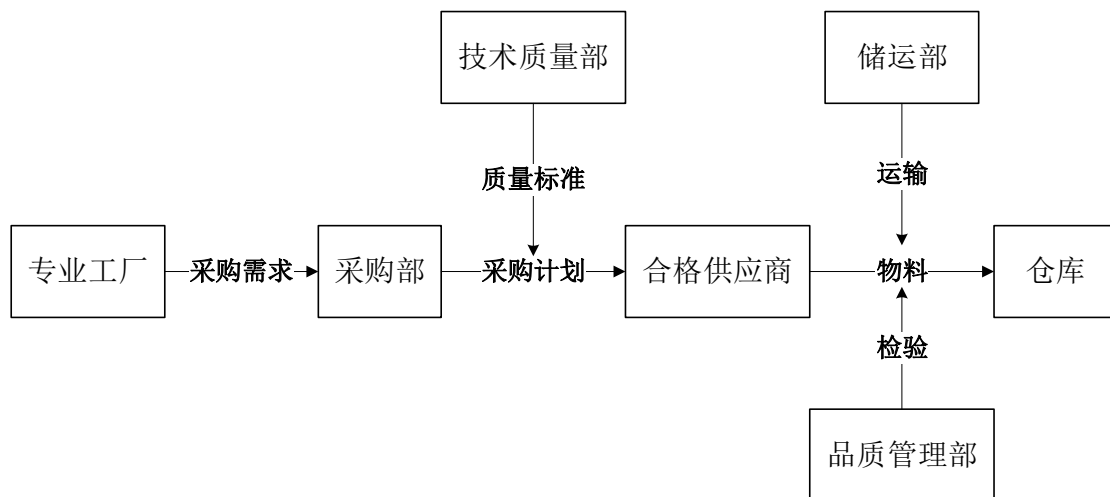 技术质量部
储运部
质量标准
运输
专业工厂
采购需求
采购部
采购计划
合格供应商
物料
仓库
检验
品质管理部